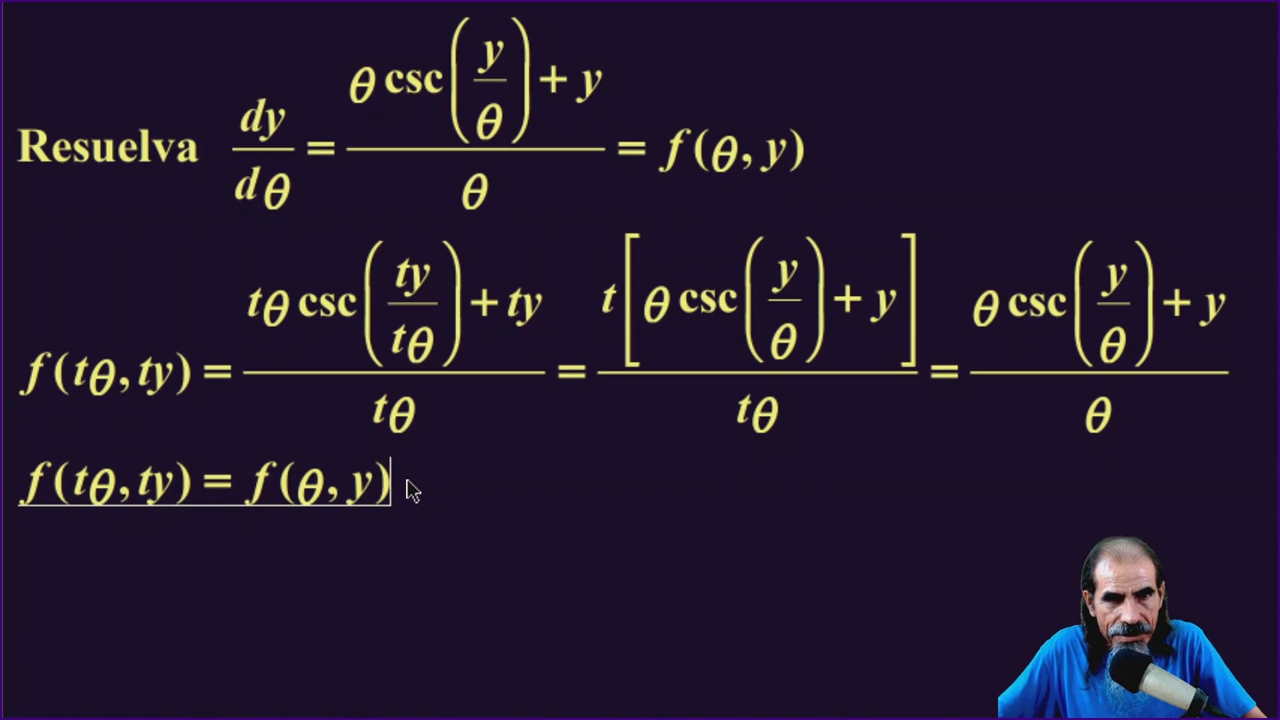 Resuelva dy/dθ = (θ csc(y/θ) + y)/θ = f(θ, y)
f(tθ, ty) = (tθ csc(ty/tθ) + ty)/tθ = t[θ csc(y/θ) + y]/tθ = (θ csc(y/θ) + y)/θ
f(tθ, ty) = f(θ, y)